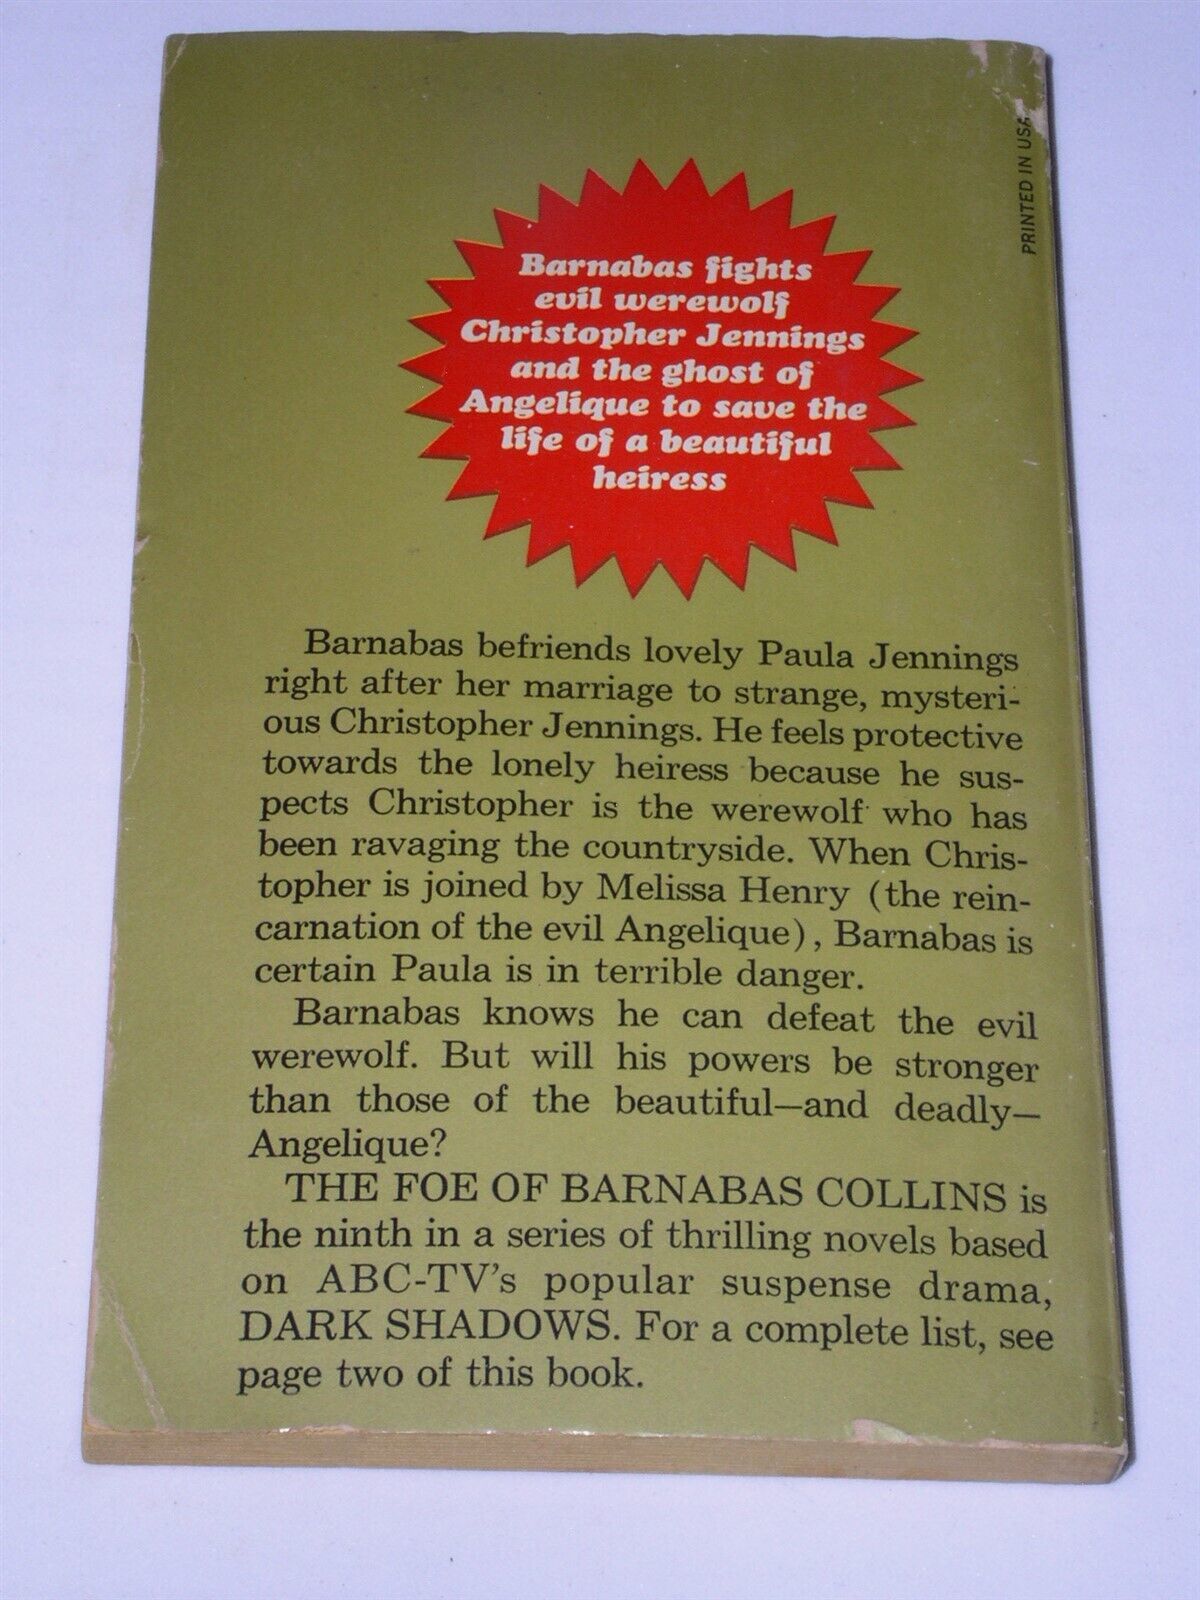 PRINTED IN USA
Barnabas fights
evil werewolf
Christopher Jennings
and the ghost of
Angelique to save the
life of a beautiful
heiress
Barnabas befriends lovely Paula Jennings
right after her marriage to strange, mysteri-
ous Christopher Jennings. He feels protective
towards the lonely heiress because he sus-
pects Christopher is the werewolf who has
been ravaging the countryside. When Chris-
topher is joined by Melissa Henry (the rein-
carnation of the evil Angelique), Barnabas is
certain Paula is in terrible danger.
Barnabas knows he can defeat the evil
werewolf. But will his powers be stronger
than those of the beautiful—and deadly—
Angelique?
THE FOE OF BARNABAS COLLINS is
the ninth in a series of thrilling novels based
on ABC-TV's popular suspense drama,
DARK SHADOWS. For a complete list, see
page two of this book.